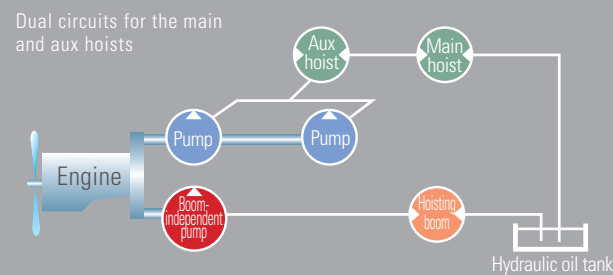 Dual circuits for the main
and aux hoists
Aux
hoist
Main
hoist
Pump
Pump
Engine
Boom-
independent
pump
Hoisting
boom
Hydraulic oil tank